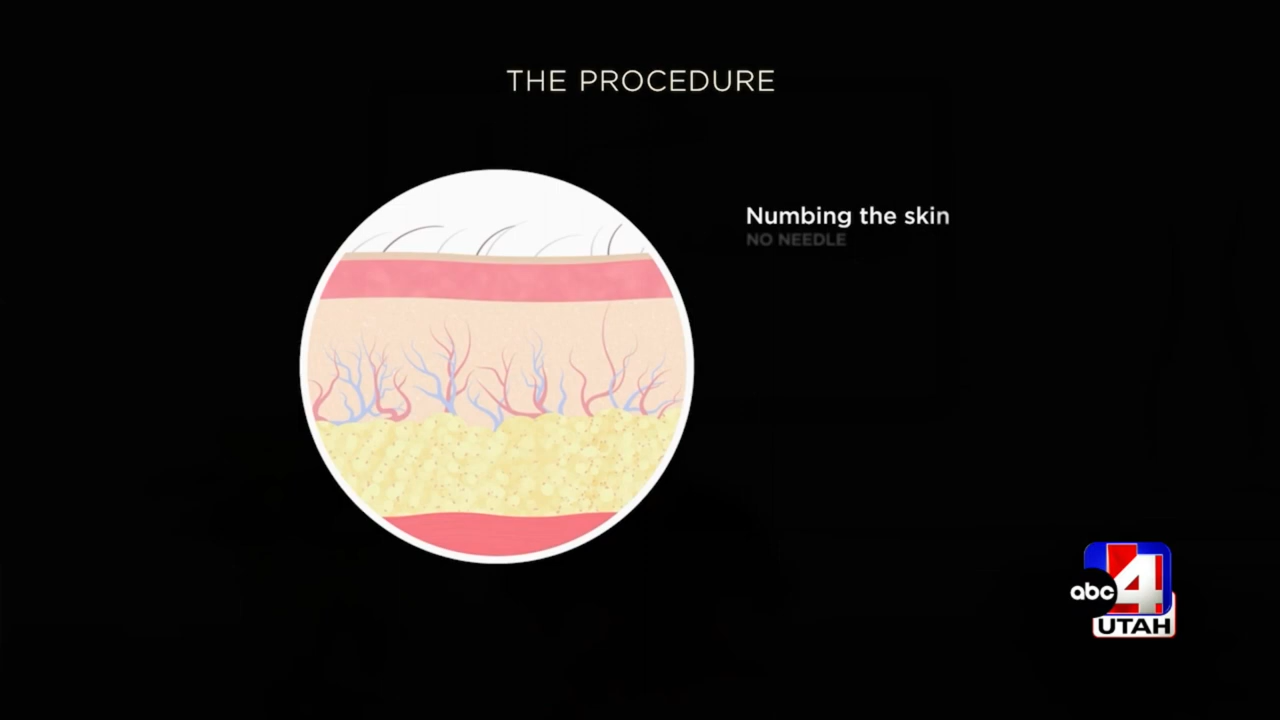 THE PROCEDURE
Numbing the skin
NO NEEDLE
abc 4
UTAH